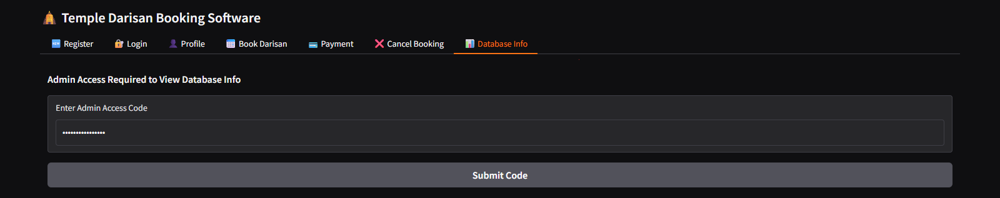 Temple Darisan Booking Software
Register Login Profile Book Darisan Payment Cancel Booking Database Info
Admin Access Required to View Database Info
Enter Admin Access Code
••••••••••••••••
Submit Code